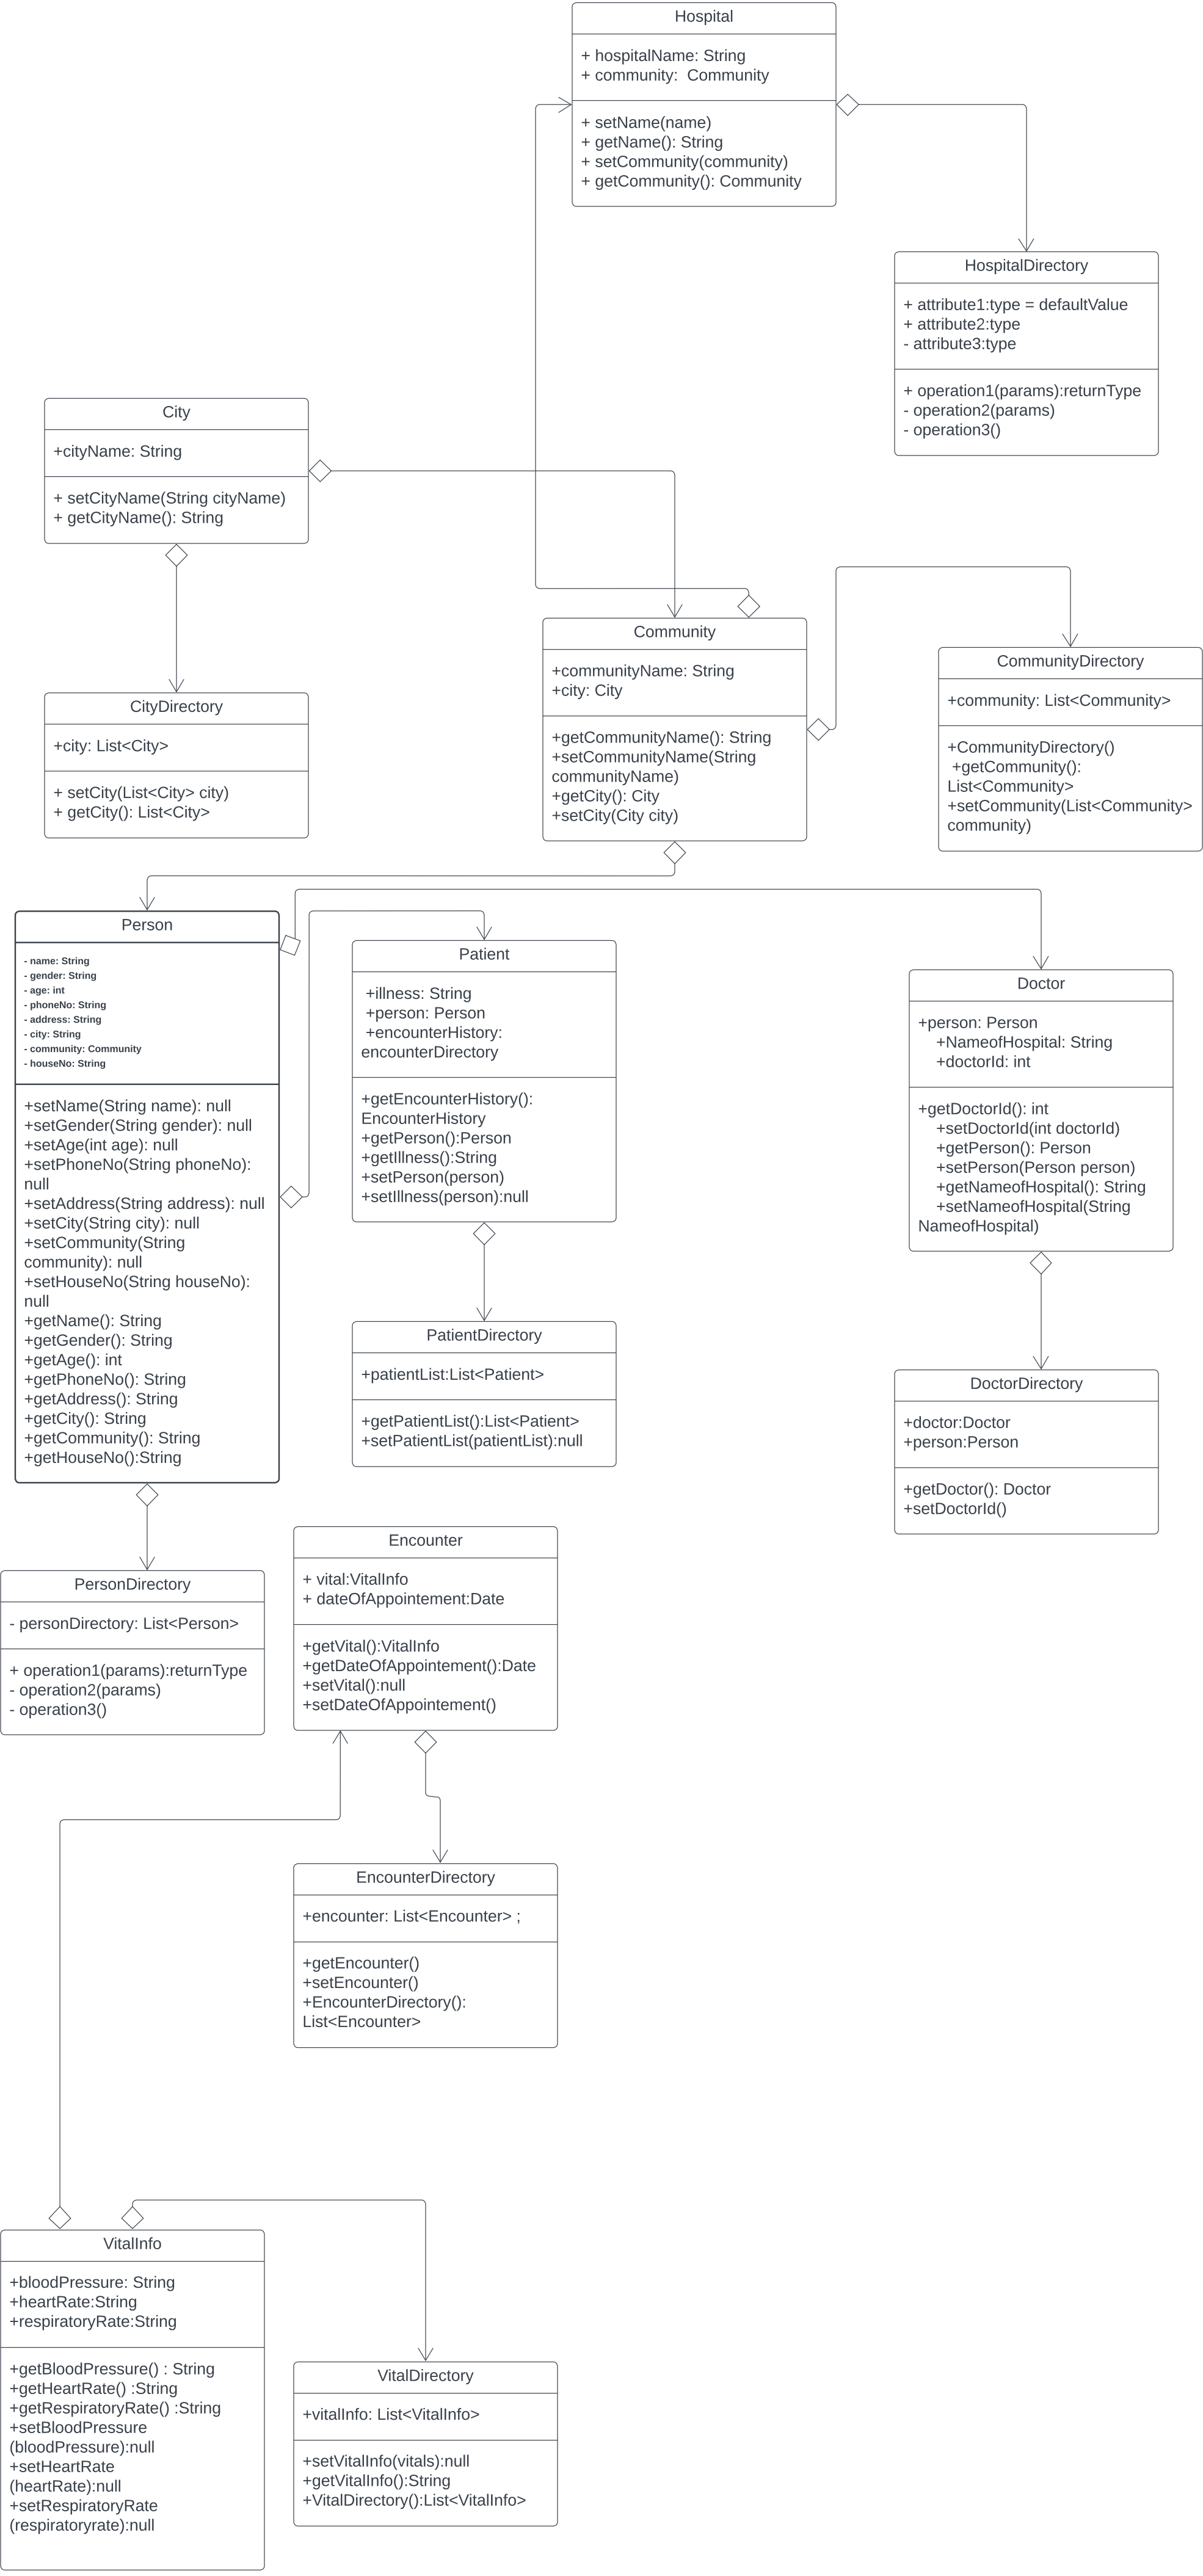 Hospital
+ hospitalName: String
+ community:  Community
+ setName(name)
+ getName(): String
+ setCommunity(community)
+ getCommunity(): Community
HospitalDirectory
+ attribute1:type = defaultValue
+ attribute2:type
- attribute3:type
+ operation1(params):returnType
- operation2(params)
- operation3()
City
+cityName: String
+ setCityName(String cityName)
+ getCityName(): String
Community
+communityName: String
+city: City
+getCommunityName(): String
+setCommunityName(String
communityName)
+getCity(): City
+setCity(City city)
CommunityDirectory
+community: List<Community>
+CommunityDirectory()
+getCommunity():
List<Community>
+setCommunity(List<Community>
community)
CityDirectory
+city: List<City>
+ setCity(List<City> city)
+ getCity(): List<City>
Person
- name: String
- gender: String
- age: int
- phoneNo: String
- address: String
- city: String
- community: Community
- houseNo: String
+setName(String name): null
+setGender(String gender): null
+setAge(int age): null
+setPhoneNo(String phoneNo):
null
+setAddress(String address): null
+setCity(String city): null
+setCommunity(String
community): null
+setHouseNo(String houseNo):
null
+getName(): String
+getGender(): String
+getAge(): int
+getPhoneNo(): String
+getAddress(): String
+getCity(): String
+getCommunity(): String
+getHouseNo():String
Patient
+illness: String
+person: Person
+encounterHistory:
encounterDirectory
+getEncounterHistory():
EncounterHistory
+getPerson():Person
+getIllness():String
+setPerson(person)
+setIllness(person):null
Doctor
+person: Person
+NameofHospital: String
+doctorId: int
+getDoctorId(): int
+setDoctorId(int doctorId)
+getPerson(): Person
+setPerson(Person person)
+getNameofHospital(): String
+setNameofHospital(String
NameofHospital)
PatientDirectory
+patientList:List<Patient>
+getPatientList():List<Patient>
+setPatientList(patientList):null
DoctorDirectory
+doctor:Doctor
+person:Person
+getDoctor(): Doctor
+setDoctorId()
PersonDirectory
- personDirectory: List<Person>
+ operation1(params):returnType
- operation2(params)
- operation3()
Encounter
+ vital:VitalInfo
+ dateOfAppointement:Date
+getVital():VitalInfo
+getDateOfAppointement():Date
+setVital():null
+setDateOfAppointement()
EncounterDirectory
+encounter: List<Encounter> ;
+getEncounter()
+setEncounter()
+EncounterDirectory():
List<Encounter>
VitalInfo
+bloodPressure: String
+heartRate:String
+respiratoryRate:String
+getBloodPressure() : String
+getHeartRate() :String
+getRespiratoryRate() :String
+setBloodPressure
(bloodPressure):null
+setHeartRate
(heartRate):null
+setRespiratoryRate
(respiratoryrate):null
VitalDirectory
+vitalInfo: List<VitalInfo>
+setVitalInfo(vitals):null
+getVitalInfo():String
+VitalDirectory():List<VitalInfo>